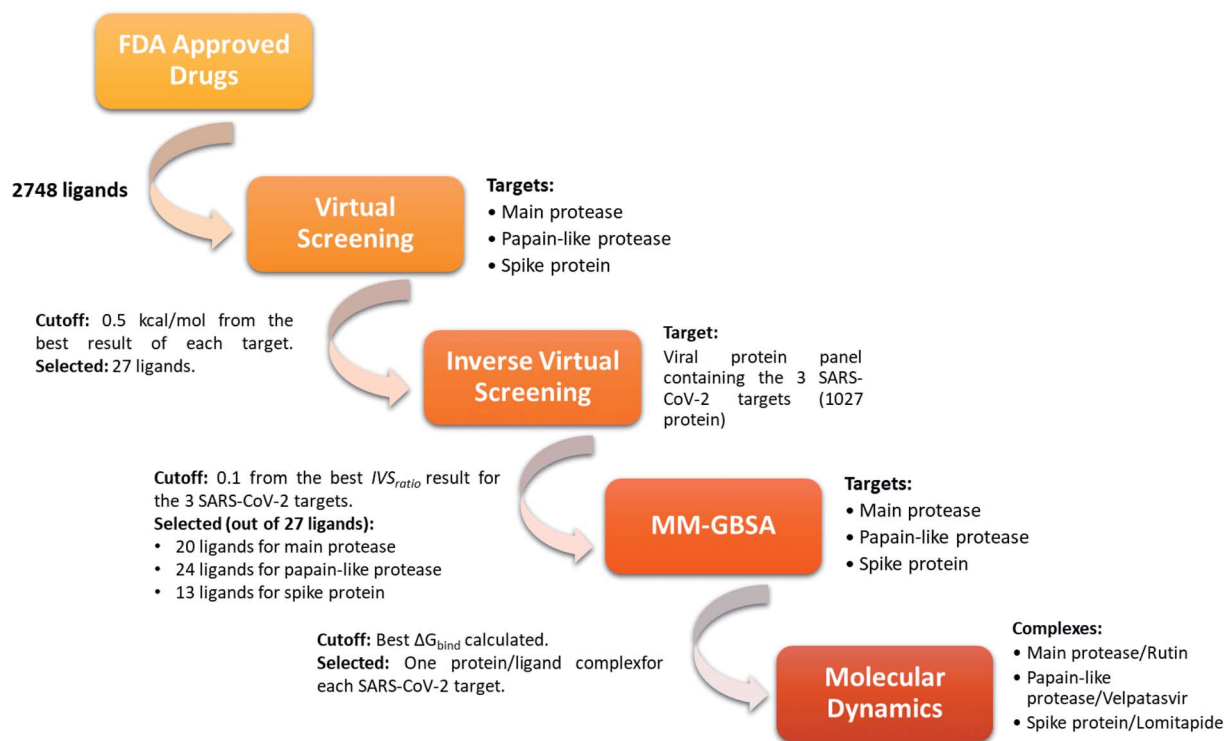 FDA Approved
Drugs
2748 ligands
Virtual
Screening
Targets:
• Main protease
• Papain-like protease
• Spike protein
Cutoff: 0.5 kcal/mol from the
best result of each target.
Selected: 27 ligands.
Inverse Virtual
Screening
Target:
Viral protein panel
containing the 3 SARS-
CoV-2 targets (1027
protein)
Cutoff: 0.1 from the best IVSratio result for
the 3 SARS-CoV-2 targets.
Selected (out of 27 ligands):
• 20 ligands for main protease
• 24 ligands for papain-like protease
• 13 ligands for spike protein
MM-GBSA
Targets:
• Main protease
• Papain-like protease
• Spike protein
Cutoff: Best ΔGbind calculated.
Selected: One protein/ligand complexfor
each SARS-CoV-2 target.
Molecular
Dynamics
Complexes:
• Main protease/Rutin
• Papain-like
protease/Velpatasvir
• Spike protein/Lomitapide